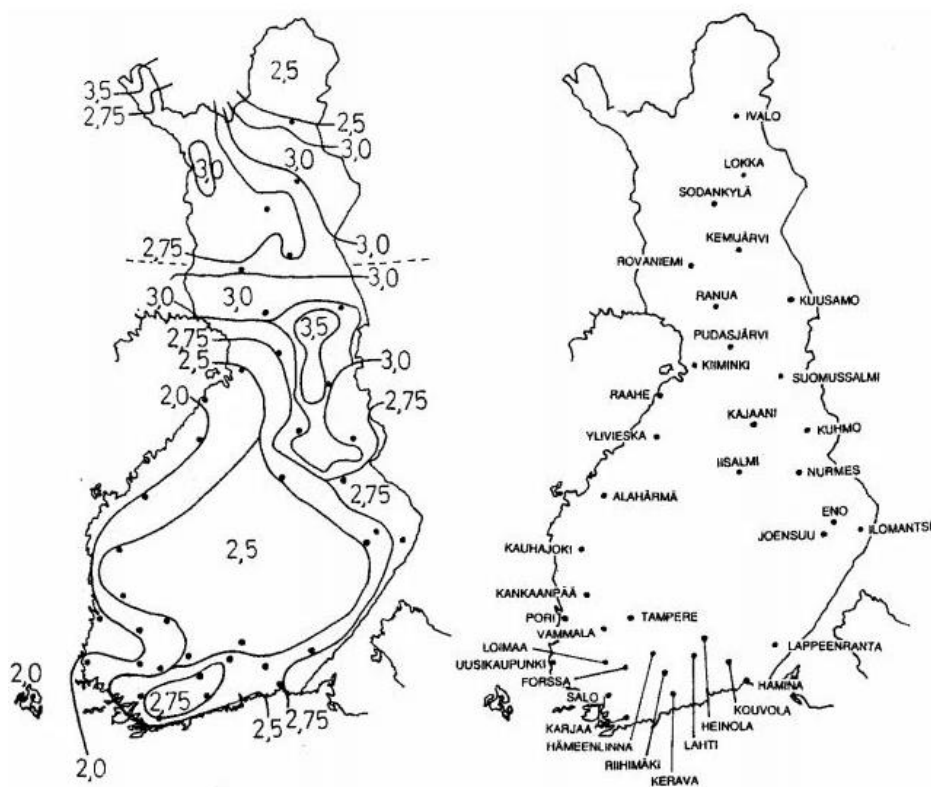 2,5
3,5
2,75
2,5
3,0
3,0
3,0
2,75
3,0
3,0
3,0
3,0
3,5
2,75
2,5
3,0
2,0
2,75
2,75
2,5
2,0
2,75
2,5
2,75
2,0
IVALO
LOKKA
SODANKYLÄ
KEMIJÄRVI
ROVANIEMI
RANUA
KUUSAMO
PUDASJÄRVI
KIIMINKI
SUOMUSSALMI
RAAHE
KAJAANI
YLIVIESKA
KUHMO
IISALMI
NURMES
ALAHÄRMÄ
ENO
JOENSUU
ILOMANTSI
KAUHAJOKI
KANKAANPÄÄ
PORI
TAMPERE
VAMMALA
LOIMAA
LAPPEENRANTA
UUSIKAUPUNKI
FORSSA
SALO
HAMINA
KOUVOLA
KARJAA
HEINOLA
HÄMEENLINNA
LAHTI
RIIHIMÄKI
KERAVA